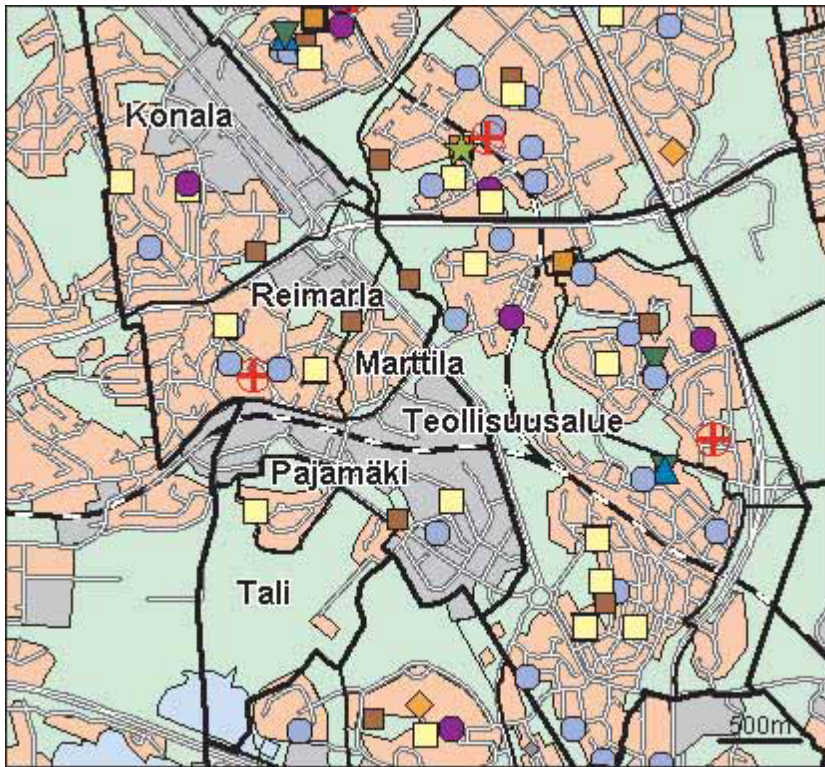 Konala
Reimarla
Marttila
Teollisuusalue
Pajamäki
Tali
500m